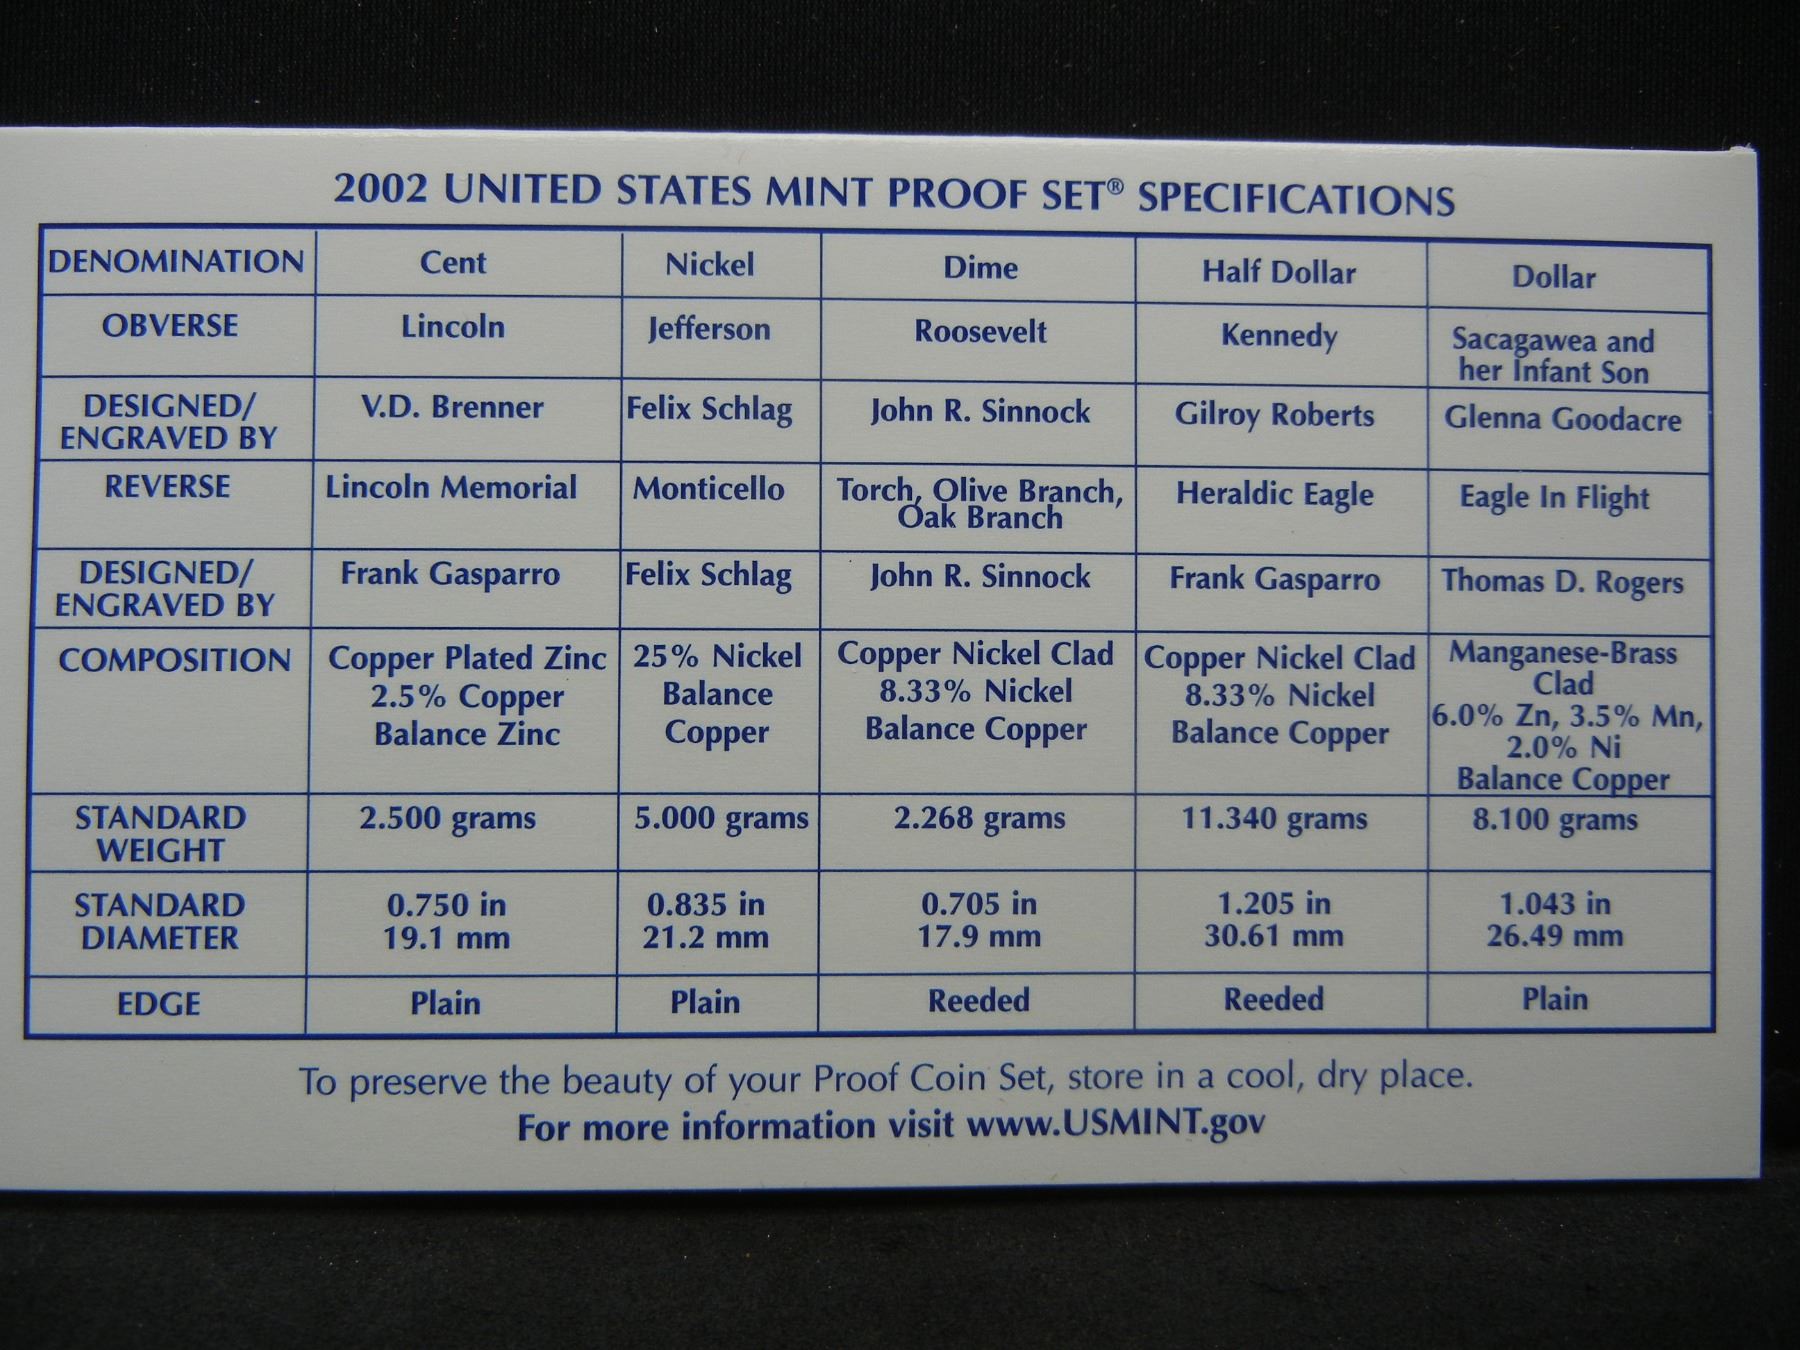 2002 UNITED STATES MINT PROOF SET® SPECIFICATIONS
DENOMINATION Cent Nickel Dime Half Dollar Dollar
OBVERSE Lincoln Jefferson Roosevelt Kennedy Sacagawea and
her Infant Son
DESIGNED/ V.D. Brenner Felix Schlag John R. Sinnock Gilroy Roberts Glenna Goodacre
ENGRAVED BY
REVERSE Lincoln Memorial Monticello Torch, Olive Branch, Heraldic Eagle Eagle In Flight
Oak Branch
DESIGNED/ Frank Gasparro Felix Schlag John R. Sinnock Frank Gasparro Thomas D. Rogers
ENGRAVED BY
COMPOSITION Copper Plated Zinc 25% Nickel Copper Nickel Clad Copper Nickel Clad Manganese-Brass
Clad
2.5% Copper Balance 8.33% Nickel 8.33% Nickel 6.0% Zn, 3.5% Mn,
Balance Zinc Copper Balance Copper Balance Copper 2.0% Ni
Balance Copper
STANDARD 2.500 grams 5.000 grams 2.268 grams 11.340 grams 8.100 grams
WEIGHT
STANDARD 0.750 in 0.835 in 0.705 in 1.205 in 1.043 in
DIAMETER 19.1 mm 21.2 mm 17.9 mm 30.61 mm 26.49 mm
EDGE Plain Plain Reeded Reeded Plain
To preserve the beauty of your Proof Coin Set, store in a cool, dry place.
For more information visit www.USMINT.gov